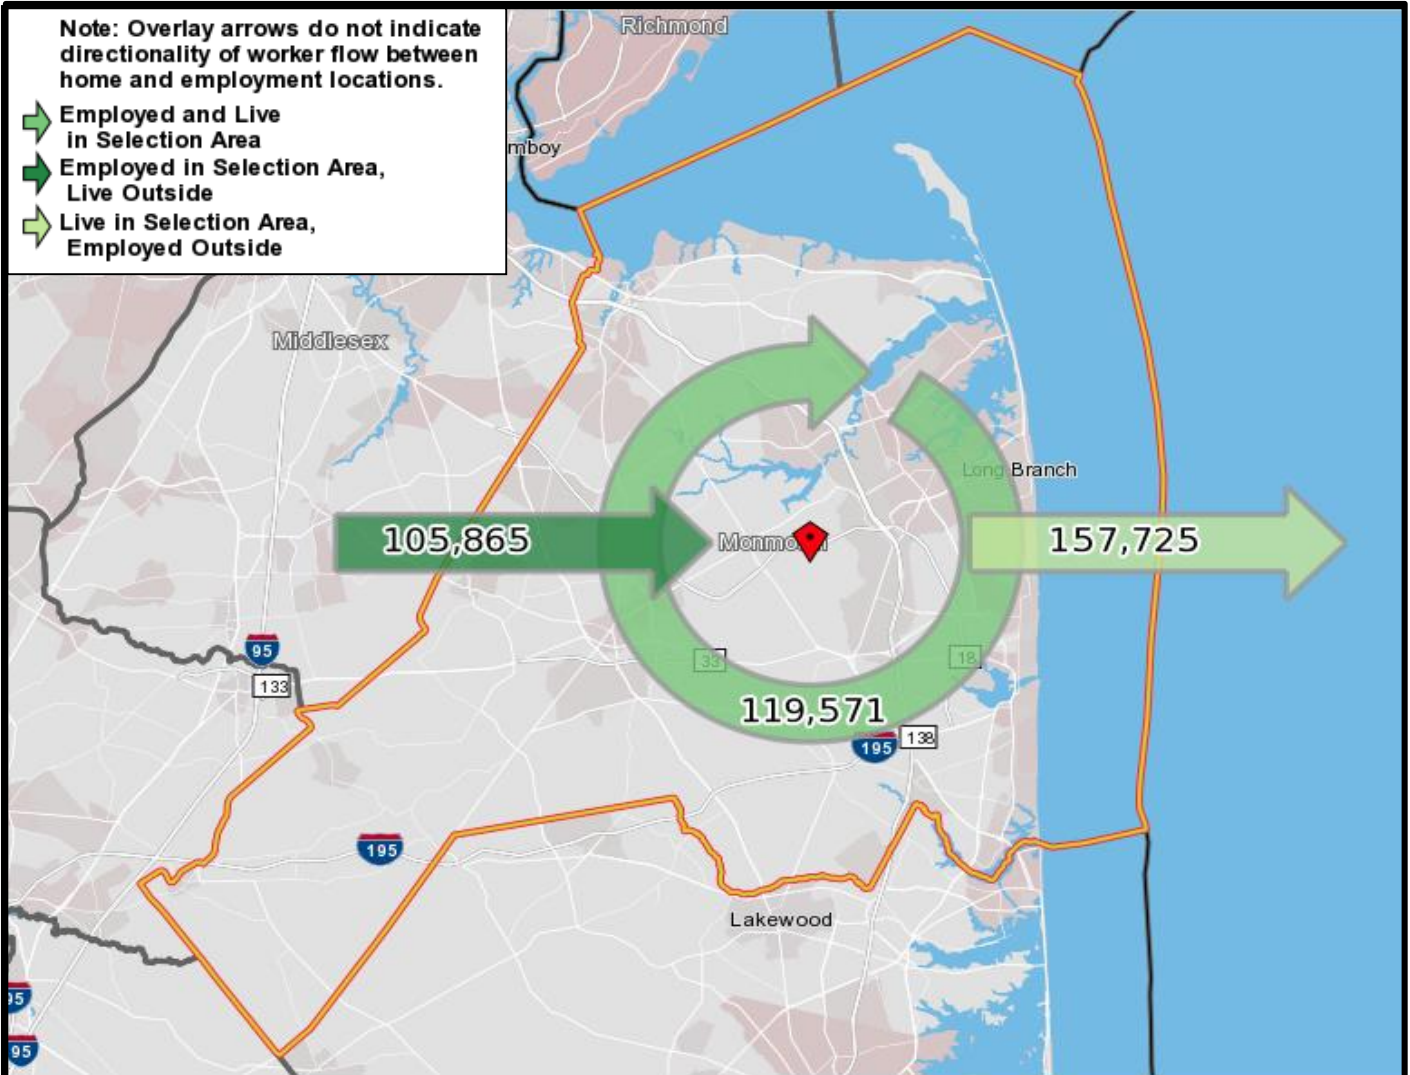 Note: Overlay arrows do not indicate
directionality of worker flow between
home and employment locations.
Employed and Live
in Selection Area
Employed in Selection Area,
Live Outside
Live in Selection Area,
Employed Outside
Richmond
mboy
Middlesex
Long Branch
105,865
Monmouth
157,725
95
133
33
18
119,571
195
138
195
Lakewood
95
95